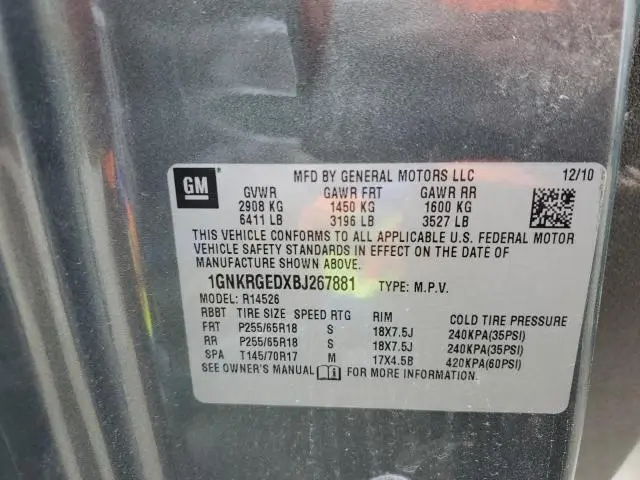 GM
MFD BY GENERAL MOTORS LLC 12/10
GVWR GAWR FRT GAWR RR
2908 KG 1450 KG 1600 KG
6411 LB 3196 LB 3527 LB
THIS VEHICLE CONFORMS TO ALL APPLICABLE U.S. FEDERAL MOTOR
VEHICLE SAFETY STANDARDS IN EFFECT ON THE DATE OF
MANUFACTURE SHOWN ABOVE.
1GNKRGEDXBJ267881 TYPE: M.P.V.
MODEL: R14526
RBBT TIRE SIZE SPEED RTG RIM COLD TIRE PRESSURE
FRT P255/65R18 S 18X7.5J 240KPA(35PSI)
RR P255/65R18 S 18X7.5J 240KPA(35PSI)
SPA T145/70R17 M 17X4.5B 420KPA(60PSI)
SEE OWNER'S MANUAL FOR MORE INFORMATION.